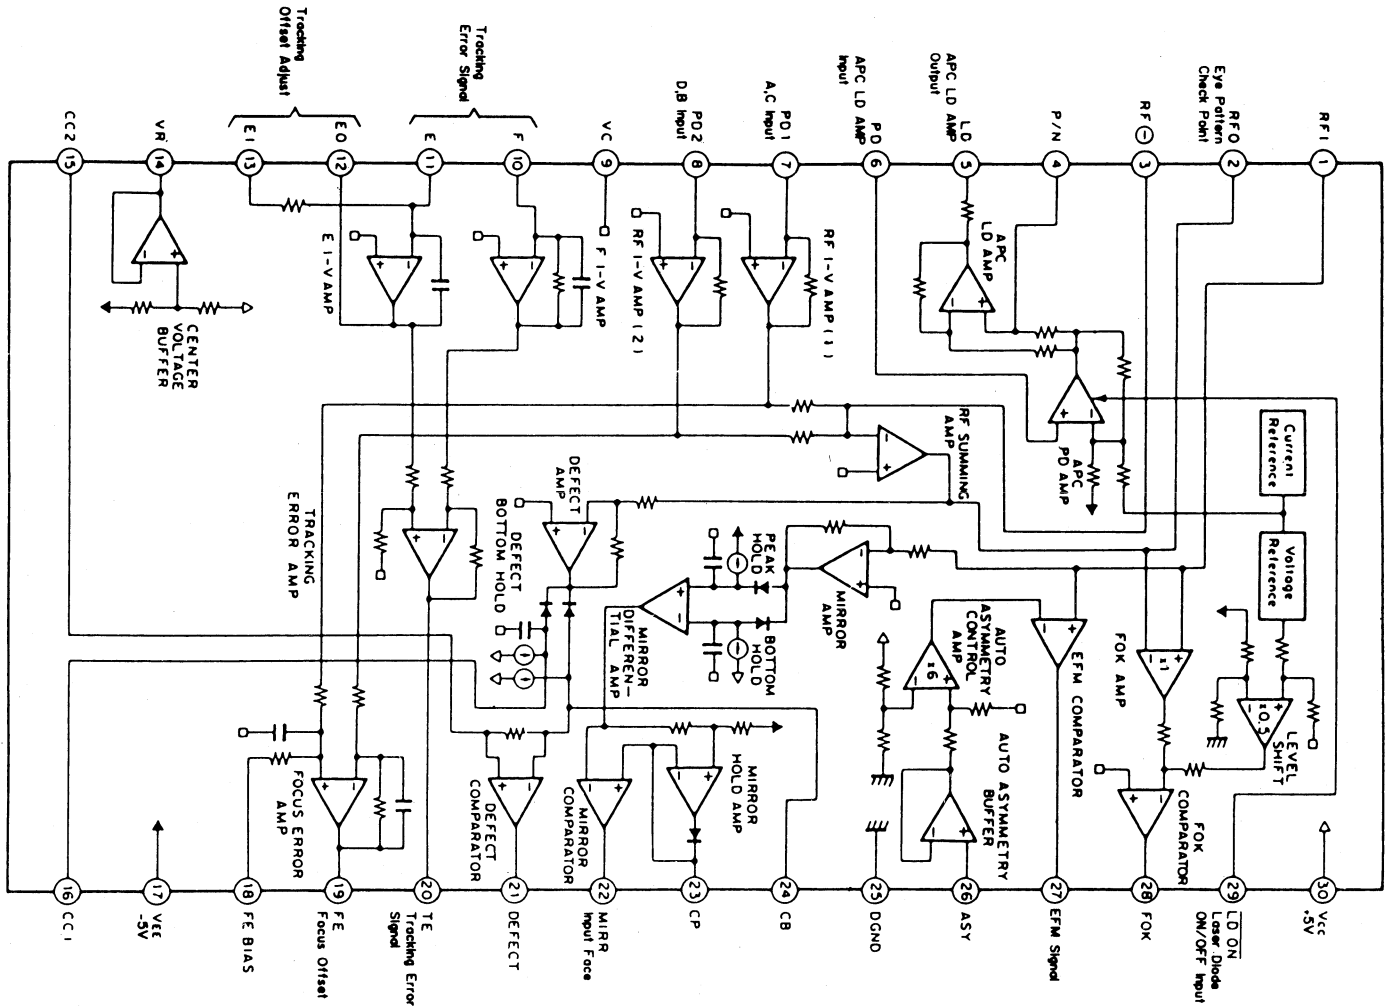 Tracking
Offset Adjust
Tracking
Error Signal
CC2
15
VR
14
EI
13
EO
12
E
11
F
10
VC
9
D,B Input
PD2
8
A,C Input
PD1
7
APC LD AMP
Input
PD
6
APC LD AMP
Output
LD
5
P/N
4
RF ⊖
3
Eye Pattern
Check Point
RFO
2
RFI
1
CENTER
VOLTAGE
BUFFER
E I-V AMP
F I-V AMP
RF I-V AMP (2)
RF I-V AMP (1)
APC
LD AMP
APC
PD AMP
Current
Reference
Voltage
Reference
RF SUMMING
AMP
TRACKING
ERROR AMP
DEFECT
AMP
DEFECT
BOTTOM HOLD
PEAK
HOLD
BOTTOM
HOLD
MIRROR
AMP
MIRROR
DIFFEREN-
TIAL AMP
AUTO
ASYMMETRY
CONTROL
AMP
×6
EFM COMPARATOR
FOK AMP
×1
LEVEL
SHIFT
×0.5
FOCUS ERROR
AMP
DEFECT
COMPARATOR
MIRROR
COMPARATOR
MIRROR
HOLD AMP
AUTO ASYMMETRY
BUFFER
FOK
COMPARATOR
16
CC1
17
VEE
-5V
18
FE BIAS
19
FE
Focus Offset
20
TE
Tracking Error
Signal
21
DEFECT
22
MIRR
Input Face
23
CP
24
CB
25
DGND
26
ASY
27
EFM Signal
28
FOK
29
LD ON
Laser Diode
ON/OFF Input
30
VCC
+5V